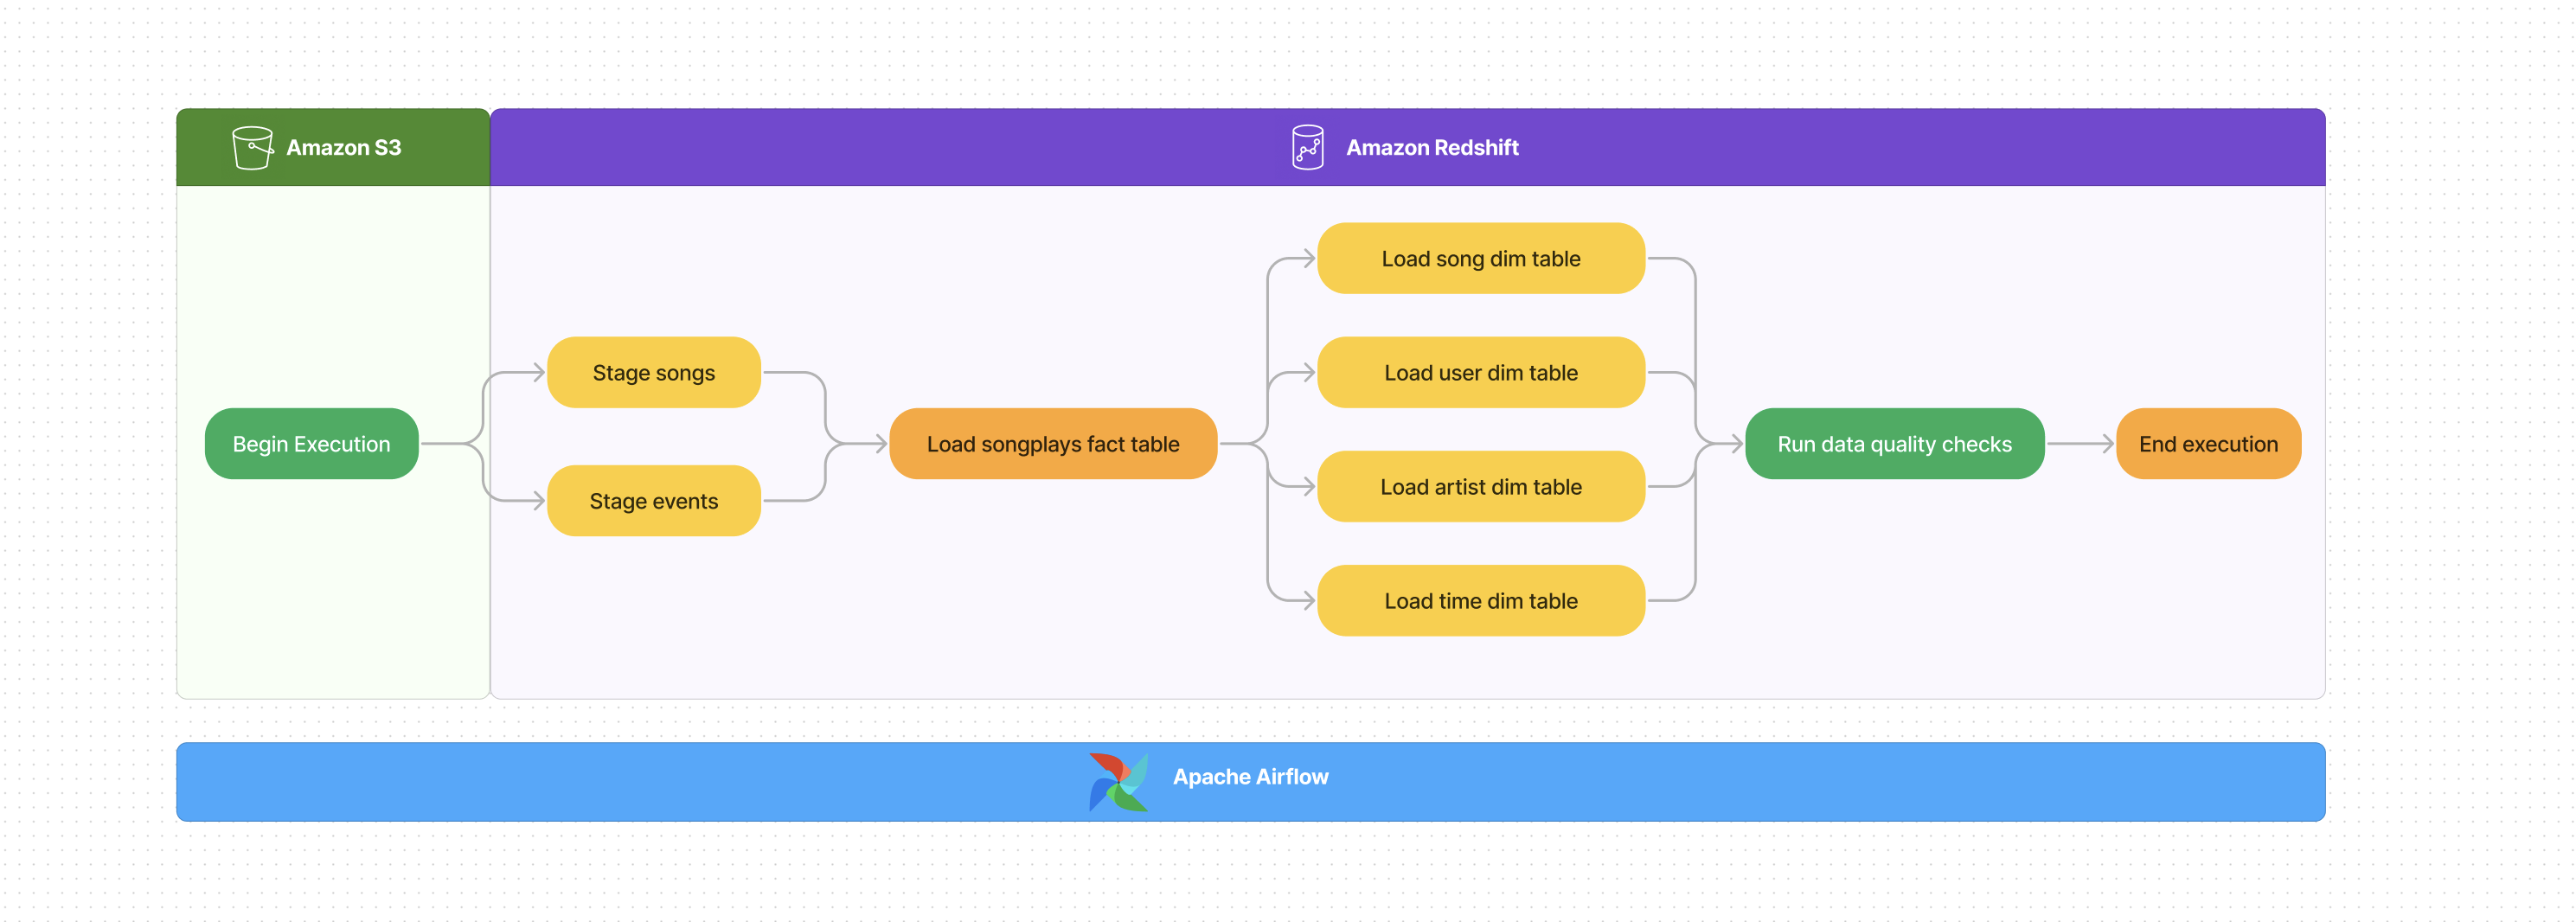 Amazon S3
Amazon Redshift
Begin Execution
Stage songs
Stage events
Load songplays fact table
Load song dim table
Load user dim table
Load artist dim table
Load time dim table
Run data quality checks
End execution
Apache Airflow